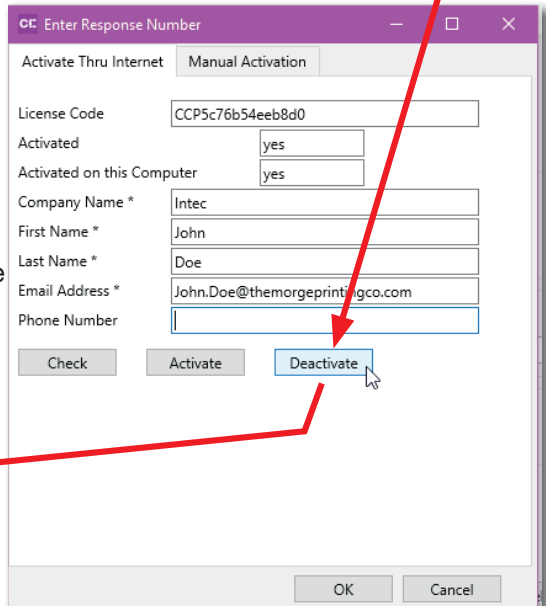 CE Enter Response Number
Activate Thru Internet Manual Activation
License Code CCP5c76b54eeb8d0
Activated yes
Activated on this Computer yes
Company Name * Intec
First Name * John
Last Name * Doe
e
Email Address * John.Doe@themorgeprintingco.com
Phone Number
Check Activate Deactivate
OK Cancel